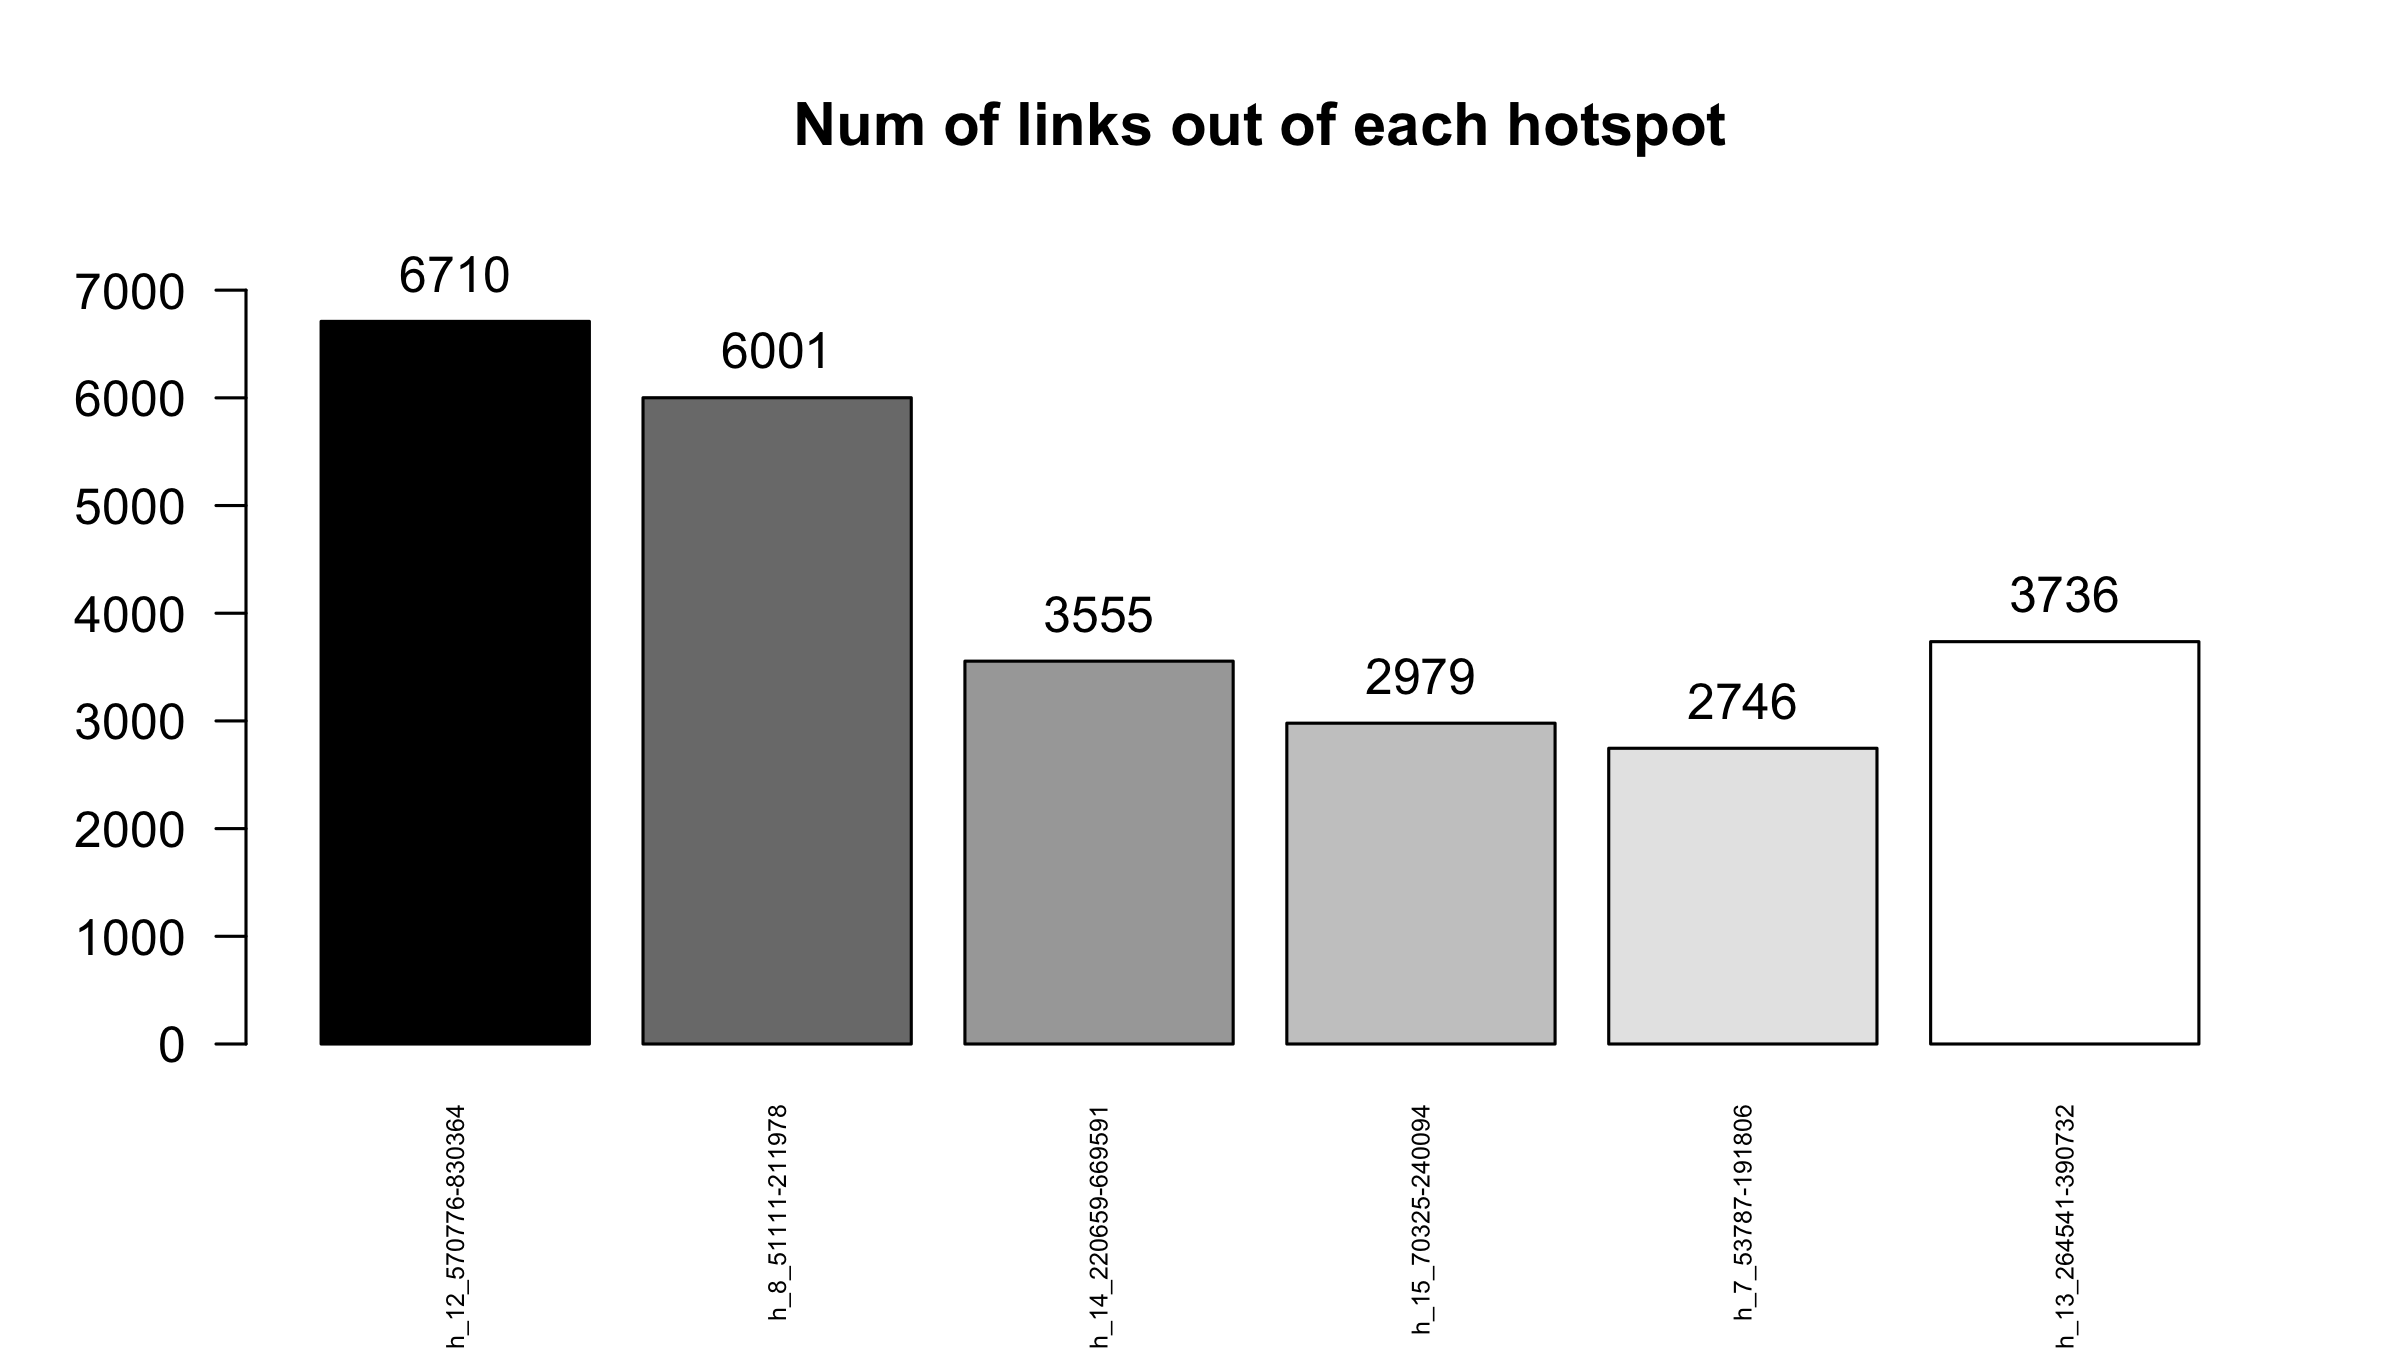 Num of links out of each hotspot
7000
6000
5000
4000
3000
2000
1000
0
6710
6001
3555
2979
2746
3736
h_12_570776-830364
h_8_51111-211978
h_14_220659-669591
h_15_70325-240094
h_7_53787-191806
h_13_264541-390732